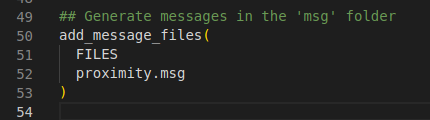 49 ## Generate messages in the 'msg' folder
50 add_message_files(
51 FILES
52 proximity.msg
53 )
54